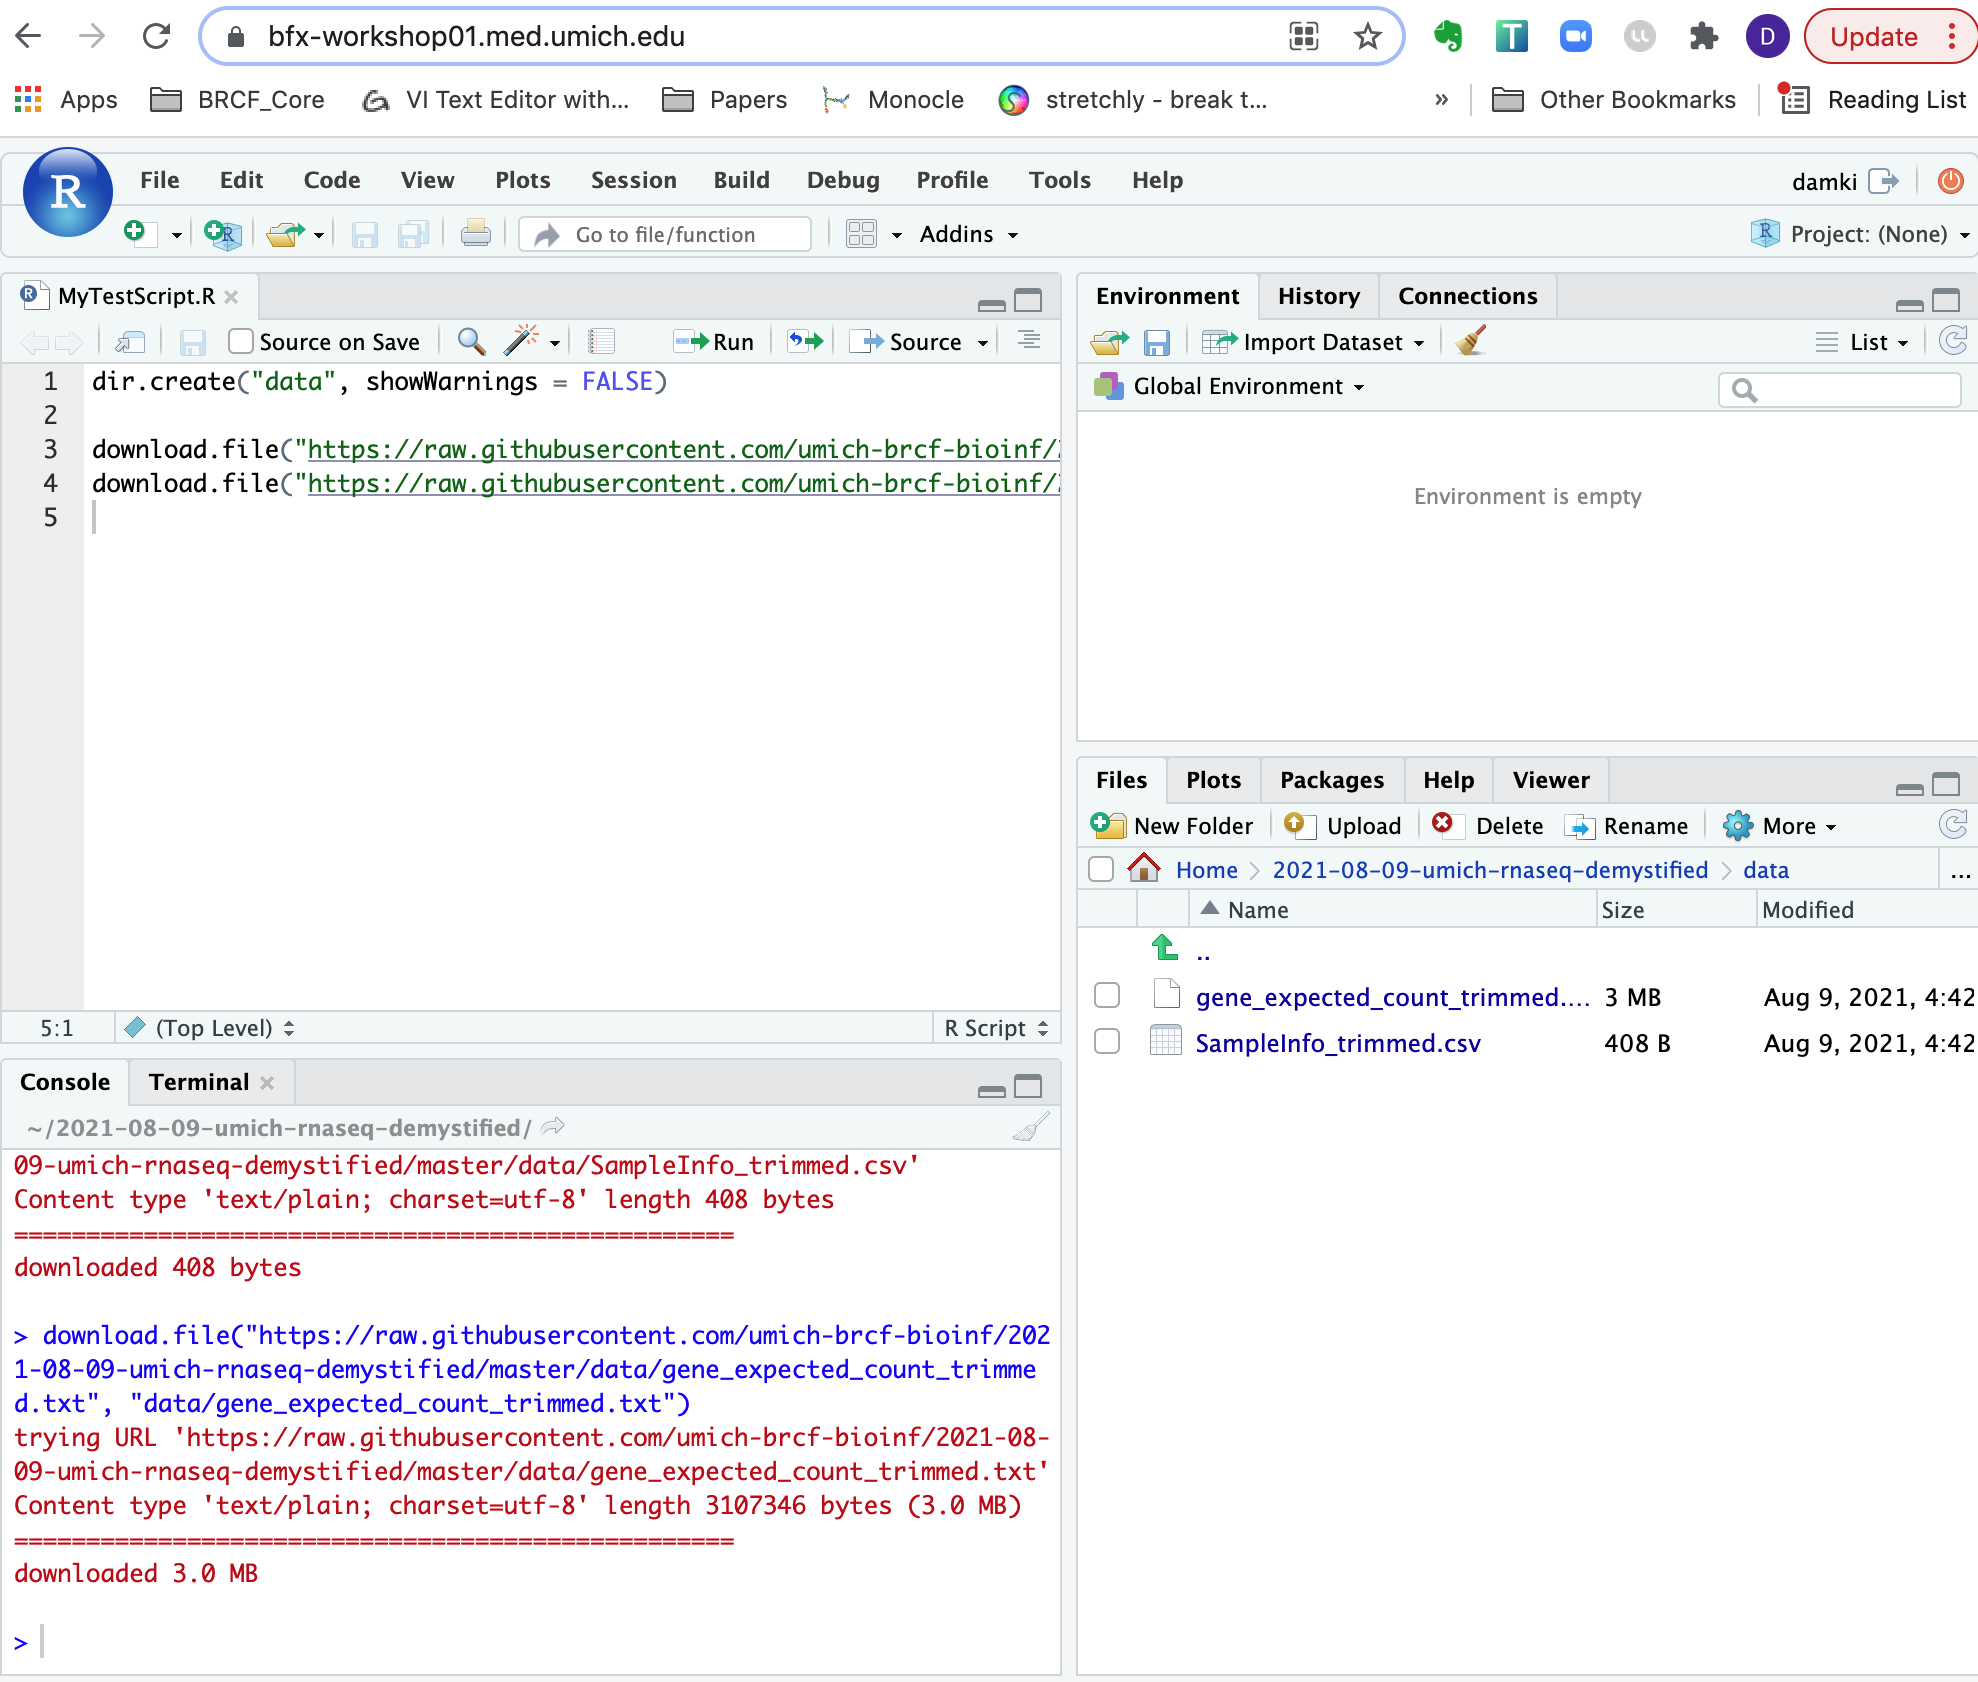 bfx-workshop01.med.umich.edu
D
Update
Apps
BRCF_Core
VI Text Editor with...
Papers
Monocle
stretchly - break t...
»
Other Bookmarks
Reading List
R
File Edit Code View Plots Session Build Debug Profile Tools Help
damki
Go to file/function
Addins
Project: (None)
MyTestScript.R
Source on Save
Run
Source
1 dir.create("data", showWarnings = FALSE)
2
3 download.file("https://raw.githubusercontent.com/umich-brcf-bioinf/
4 download.file("https://raw.githubusercontent.com/umich-brcf-bioinf/
5
5:1
(Top Level)
R Script
Console
Terminal
~/2021-08-09-umich-rnaseq-demystified/
09-umich-rnaseq-demystified/master/data/SampleInfo_trimmed.csv'
Content type 'text/plain; charset=utf-8' length 408 bytes
==================================================
downloaded 408 bytes
> download.file("https://raw.githubusercontent.com/umich-brcf-bioinf/202
1-08-09-umich-rnaseq-demystified/master/data/gene_expected_count_trimme
d.txt", "data/gene_expected_count_trimmed.txt")
trying URL 'https://raw.githubusercontent.com/umich-brcf-bioinf/2021-08-
09-umich-rnaseq-demystified/master/data/gene_expected_count_trimmed.txt'
Content type 'text/plain; charset=utf-8' length 3107346 bytes (3.0 MB)
==================================================
downloaded 3.0 MB
>
Environment History Connections
Import Dataset
List
Global Environment
Environment is empty
Files Plots Packages Help Viewer
New Folder Upload Delete Rename More
Home > 2021-08-09-umich-rnaseq-demystified > data ...
Name Size Modified
..
gene_expected_count_trimmed.... 3 MB Aug 9, 2021, 4:42
SampleInfo_trimmed.csv 408 B Aug 9, 2021, 4:42